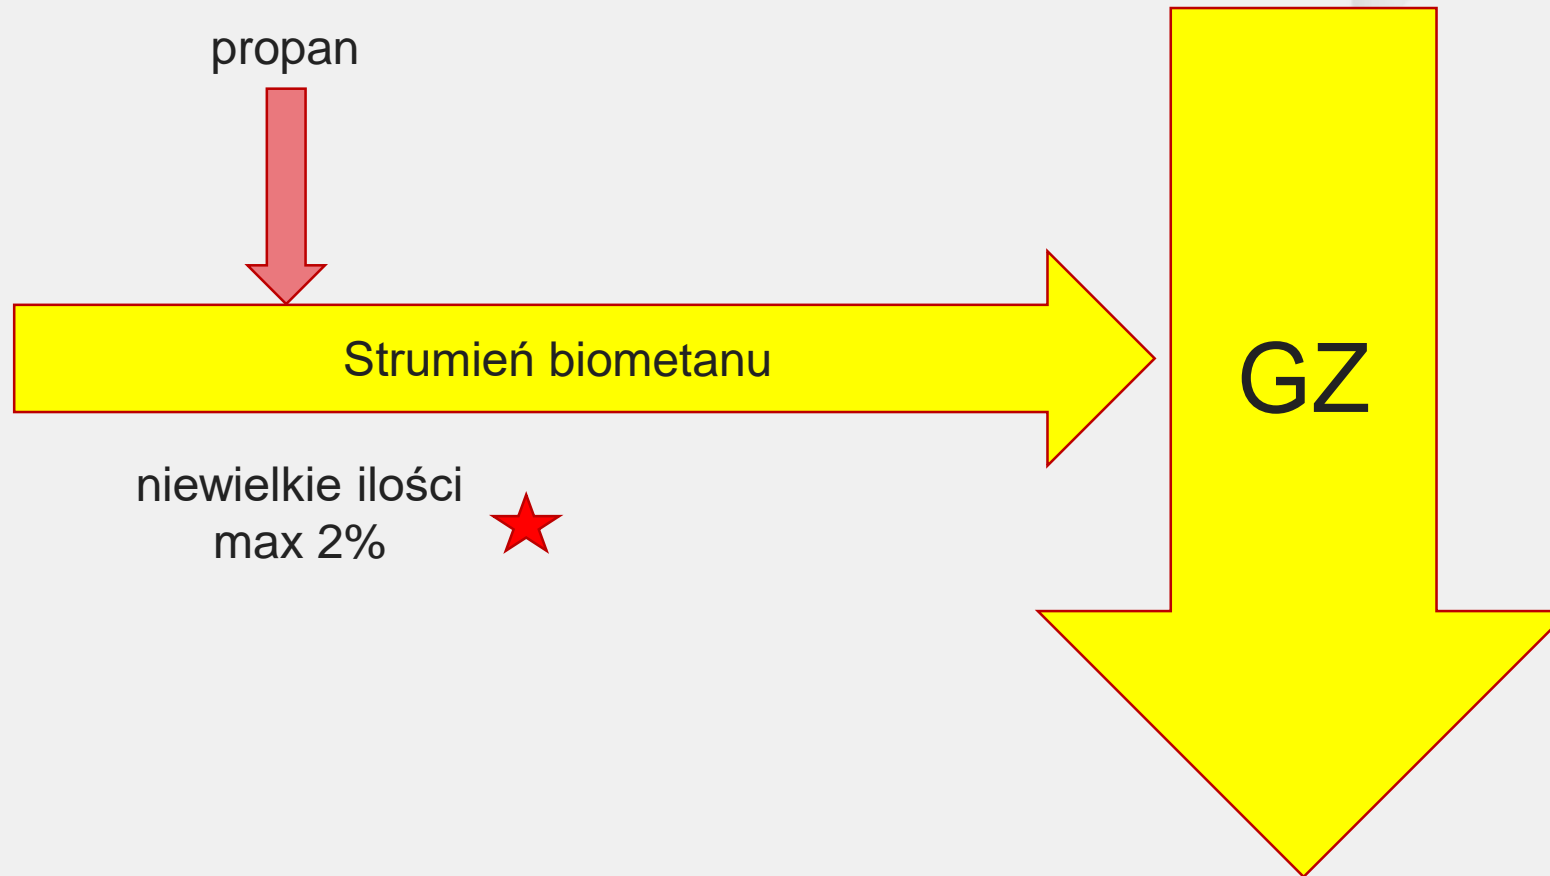 propan
Strumień biometanu
GZ
niewielkie ilości
max 2%